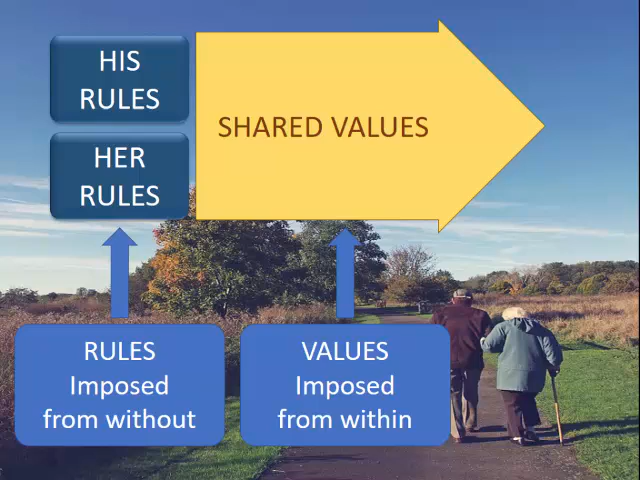 HIS
RULES
SHARED VALUES
HER
RULES
RULES
Imposed
from without
VALUES
Imposed
from within